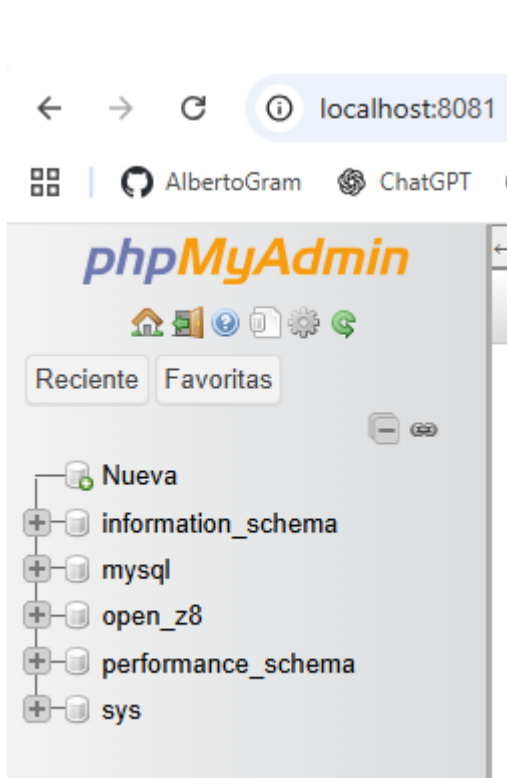 localhost:8081
AlbertoGram ChatGPT
phpMyAdmin
Reciente Favoritas
Nueva
information_schema
mysql
open_z8
performance_schema
sys